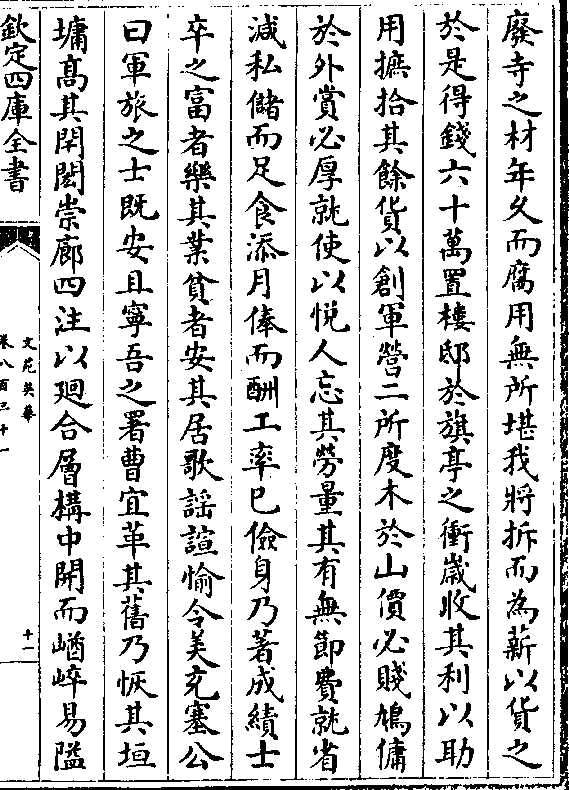 廢寺之材年久而腐用無所堪我將拆而為薪以貨之
於是得錢六十萬置樓邸於旗亭之衝嵗收其利以助
用摭拾其餘貨以創軍營二所度木於山價必賤鳩傭
於外賞必厚就使以悦人忘其勞量其有無節費就省
減私儲而足食添月俸而酬工率已儉身乃著成績士
卒之富者樂其業貧者安其居歌謡諠愉令美充塞公
曰軍旅之士既安且寧吾之署曹宜革其舊乃恢其垣
墉髙其閈閎崇廊四注以廻合層構中開而崷崪易隘
欽定四庫全書
文苑英華
卷八百三十一
十一